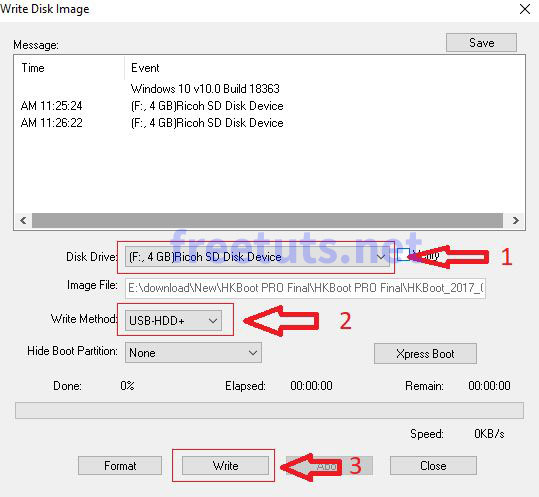 Write Disk Image
Message:
Save
Time Event
Windows 10 v10.0 Build 18363
AM 11:25:24 (F:, 4 GB)Ricoh SD Disk Device
AM 11:26:22 (F:, 4 GB)Ricoh SD Disk Device
freetuts.net
Disk Drive: (F:, 4 GB)Ricoh SD Disk Device 1
Image File: E:\download\New\HKBoot PRO Final\HKBoot PRO Final\HKBoot_2017_
Write Method: USB-HDD+ 2
Hide Boot Partition: None Xpress Boot
Done: 0% Elapsed: 00:00:00 Remain: 00:00:00
Speed: 0KB/s
Format Write 3 Close